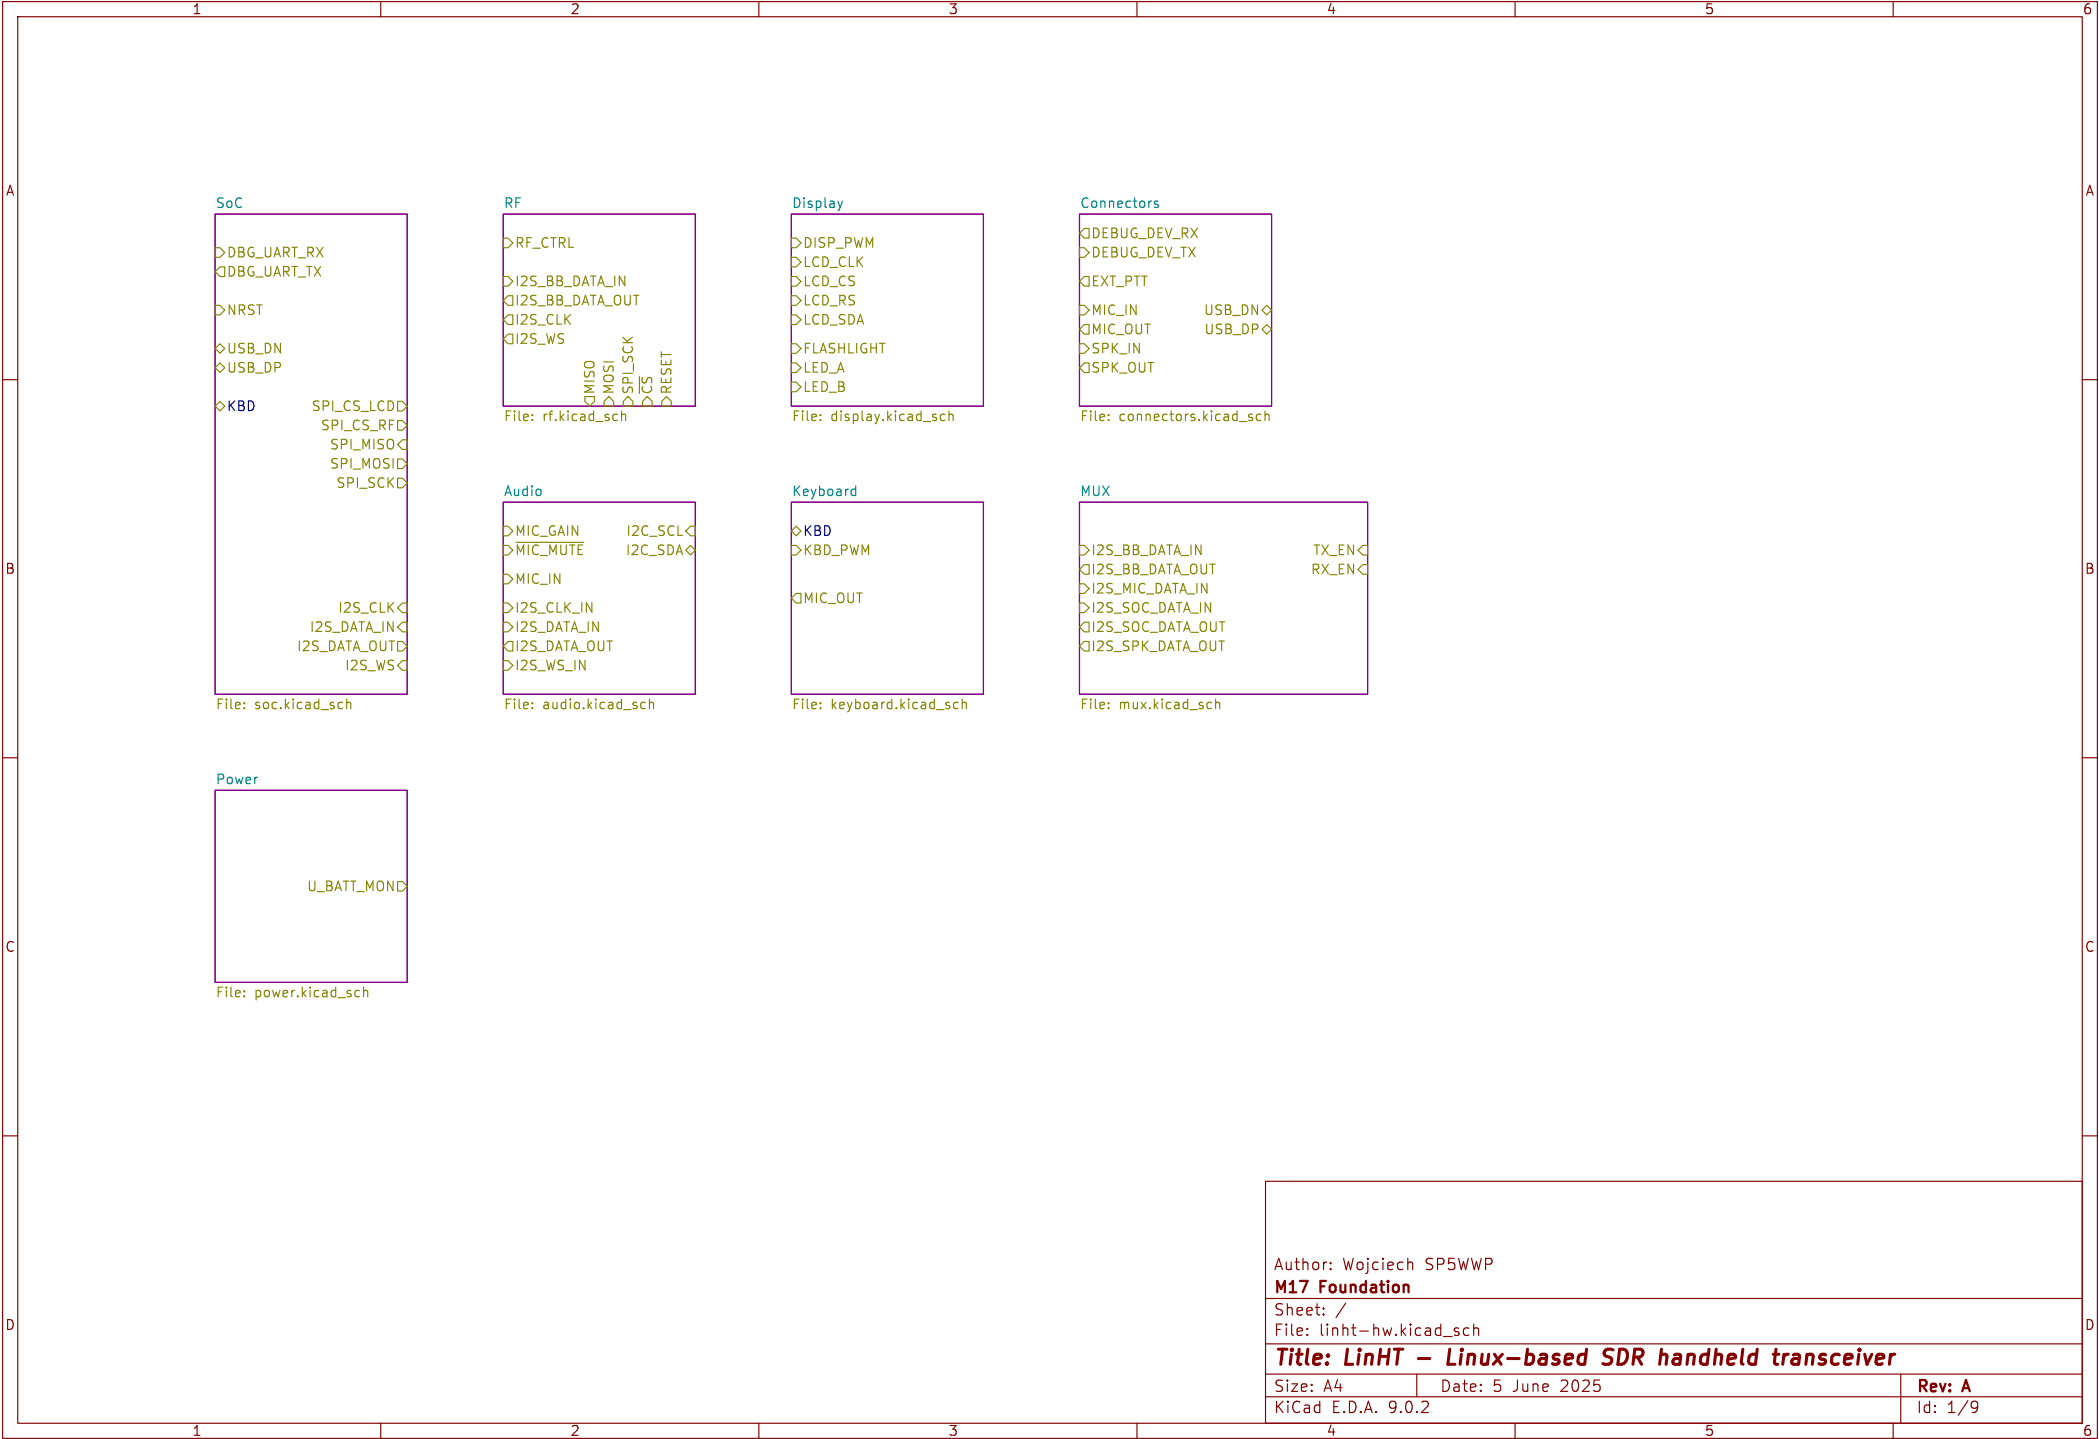 1 2 3 4 5 6
A
B
C
D
A
B
C
D
SoC
DBG_UART_RX
DBG_UART_TX
NRST
USB_DN
USB_DP
KBD
SPI_CS_LCD
SPI_CS_RF
SPI_MISO
SPI_MOSI
SPI_SCK
I2S_CLK
I2S_DATA_IN
I2S_DATA_OUT
I2S_WS
File: soc.kicad_sch
RF
RF_CTRL
I2S_BB_DATA_IN
I2S_BB_DATA_OUT
I2S_CLK
I2S_WS
MISO
MOSI
SPI_SCK
CS
RESET
File: rf.kicad_sch
Display
DISP_PWM
LCD_CLK
LCD_CS
LCD_RS
LCD_SDA
FLASHLIGHT
LED_A
LED_B
File: display.kicad_sch
Connectors
DEBUG_DEV_RX
DEBUG_DEV_TX
EXT_PTT
MIC_IN
MIC_OUT
SPK_IN
SPK_OUT
USB_DN
USB_DP
File: connectors.kicad_sch
Audio
MIC_GAIN
MIC_MUTE
MIC_IN
I2S_CLK_IN
I2S_DATA_IN
I2S_DATA_OUT
I2S_WS_IN
I2C_SCL
I2C_SDA
File: audio.kicad_sch
Keyboard
KBD
KBD_PWM
MIC_OUT
File: keyboard.kicad_sch
MUX
I2S_BB_DATA_IN
I2S_BB_DATA_OUT
I2S_MIC_DATA_IN
I2S_SOC_DATA_IN
I2S_SOC_DATA_OUT
I2S_SPK_DATA_OUT
TX_EN
RX_EN
File: mux.kicad_sch
Power
U_BATT_MON
File: power.kicad_sch
Author: Wojciech SP5WWP
M17 Foundation
Sheet: /
File: linht-hw.kicad_sch
Title: LinHT - Linux-based SDR handheld transceiver
Size: A4 Date: 5 June 2025 Rev: A
KiCad E.D.A. 9.0.2 Id: 1/9
1 2 3 4 5 6